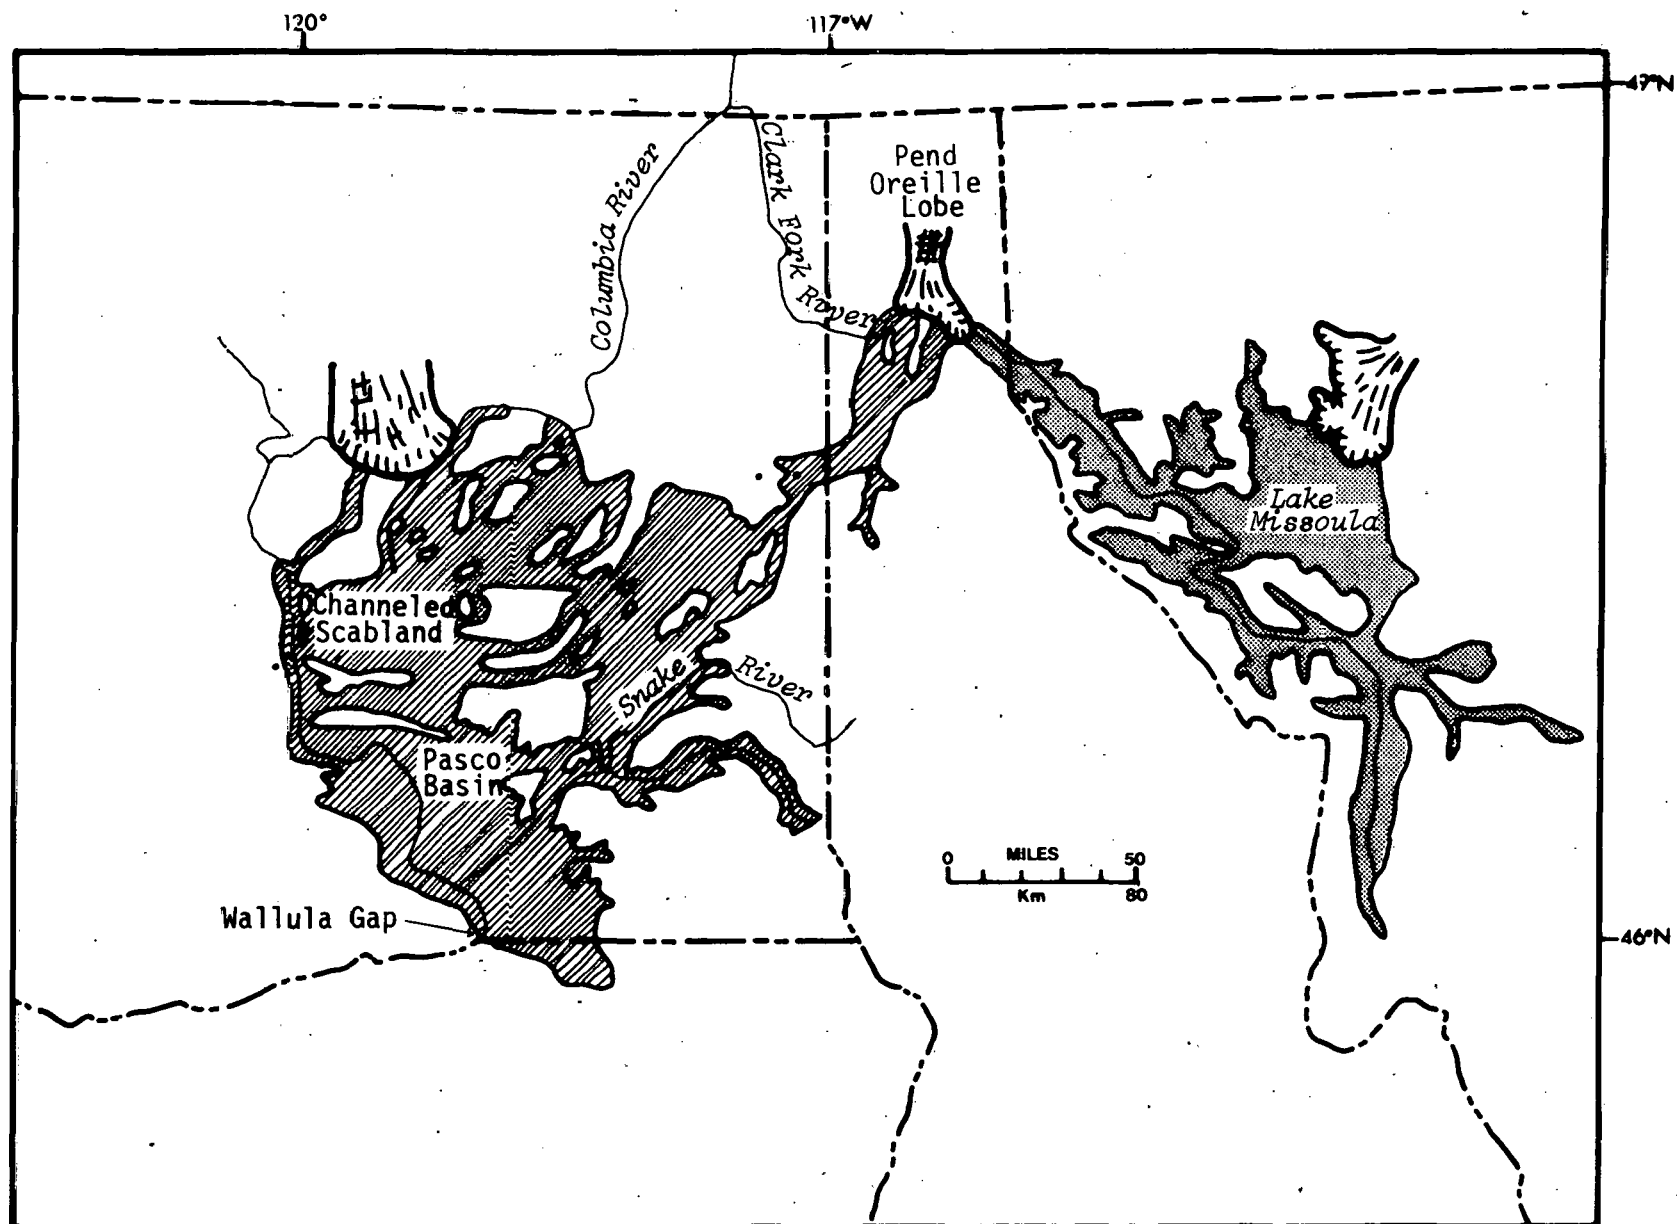 120°
117°W
49°N
Pend
Oreille
Lobe
Columbia River
Clark Fork River
Lake
Missoula
Channeled
Scabland
Snake River
Pasco
Basin
Wallula Gap
0 MILES 50
Km 80
46°N